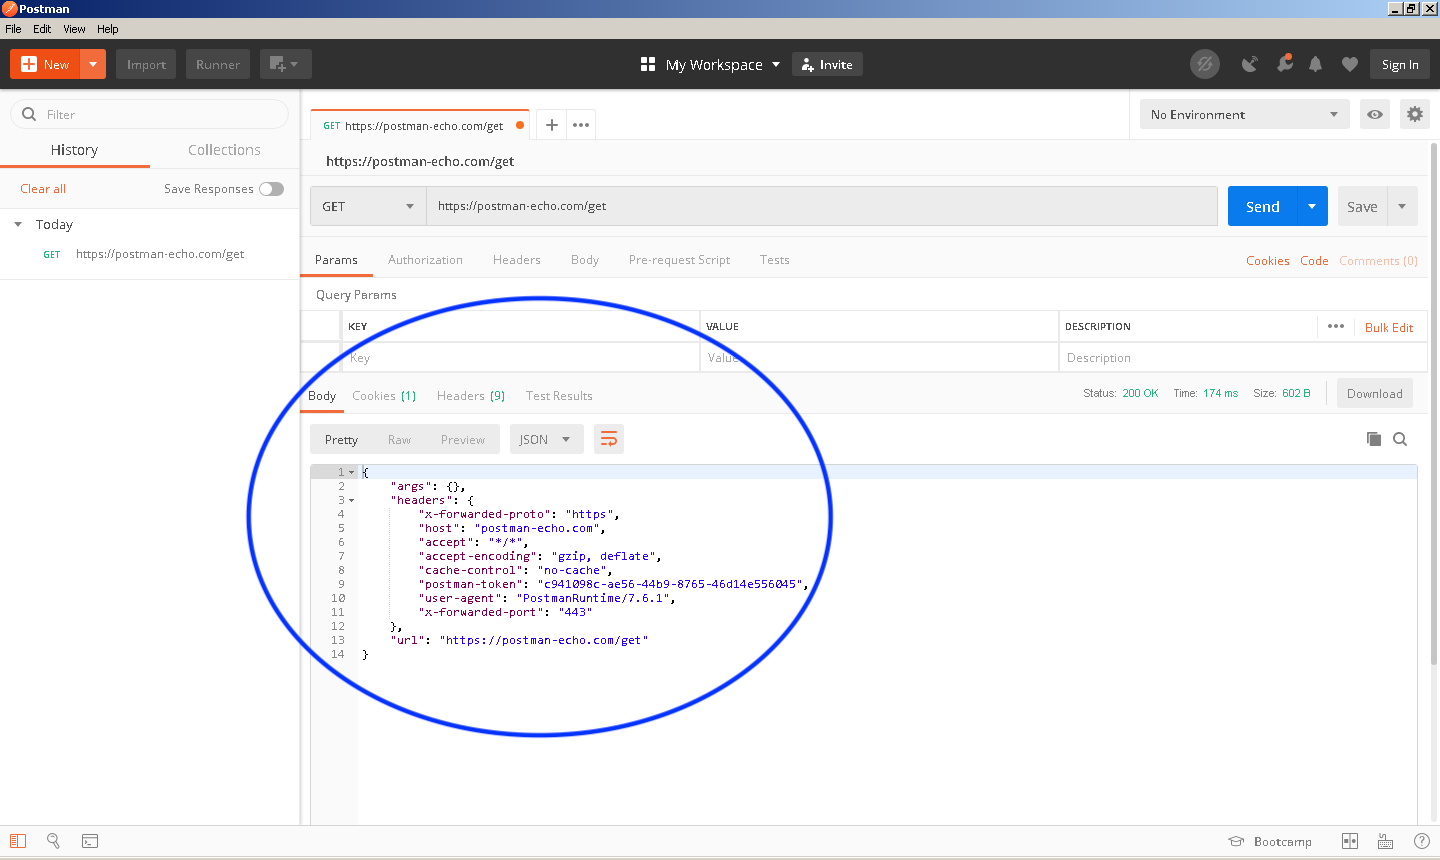 Postman
File Edit View Help
New Import Runner My Workspace Invite Sign In
Filter
History Collections
Clear all Save Responses
Today
GET https://postman-echo.com/get
GET https://postman-echo.com/get
No Environment
https://postman-echo.com/get
GET https://postman-echo.com/get Send Save
Params Authorization Headers Body Pre-request Script Tests Cookies Code Comments (0)
Query Params
KEY VALUE DESCRIPTION Bulk Edit
Key Value Description
Body Cookies (1) Headers (9) Test Results Status: 200 OK Time: 174 ms Size: 602 B Download
Pretty Raw Preview JSON
1 {
2 "args": {},
3 "headers": {
4 "x-forwarded-proto": "https",
5 "host": "postman-echo.com",
6 "accept": "*/*",
7 "accept-encoding": "gzip, deflate",
8 "cache-control": "no-cache",
9 "postman-token": "c941098c-ae56-44b9-8765-46d14e556045",
10 "user-agent": "PostmanRuntime/7.6.1",
11 "x-forwarded-port": "443"
12 },
13 "url": "https://postman-echo.com/get"
14 }
Bootcamp